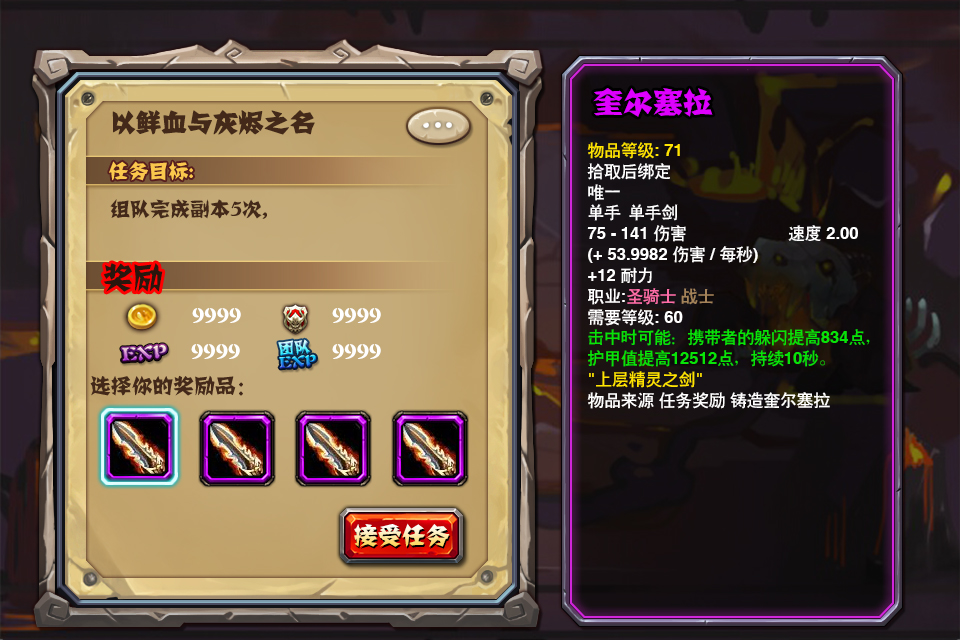 以鲜血与灰烬之名
任务目标:
组队完成副本5次,
奖励
9999 9999
EXP 9999 团队EXP 9999
选择你的奖励品:
接受任务
奎尔塞拉
物品等级: 71
拾取后绑定
唯一
单手 单手剑
75 - 141 伤害 速度 2.00
(+ 53.9982 伤害 / 每秒)
+12 耐力
职业:圣骑士 战士
需要等级: 60
击中时可能：携带者的躲闪提高834点，
护甲值提高12512点，持续10秒。
"上层精灵之剑"
物品来源 任务奖励 铸造奎尔塞拉